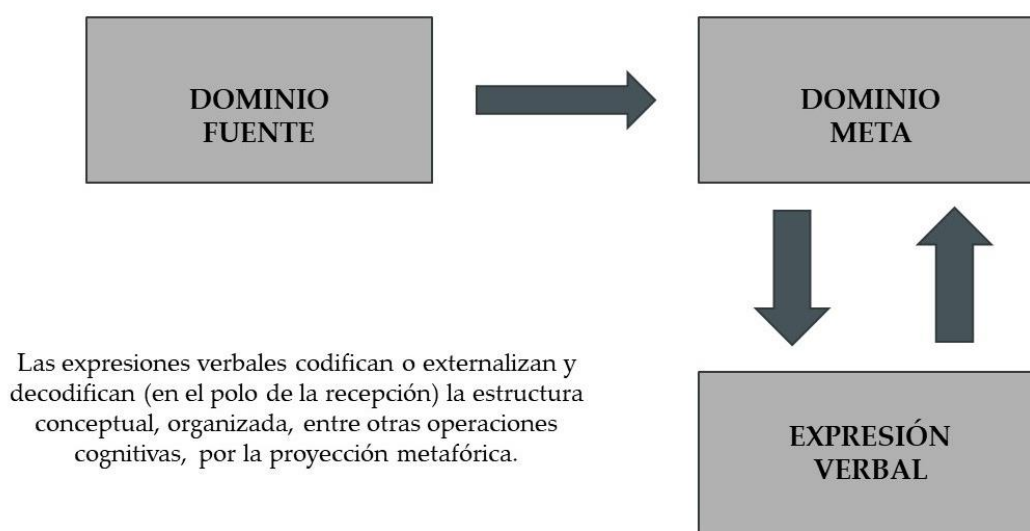 DOMINIO
FUENTE
DOMINIO
META
Las expresiones verbales codifican o externalizan y
decodifican (en el polo de la recepción) la estructura
conceptual, organizada, entre otras operaciones
cognitivas, por la proyección metafórica.
EXPRESIÓN
VERBAL